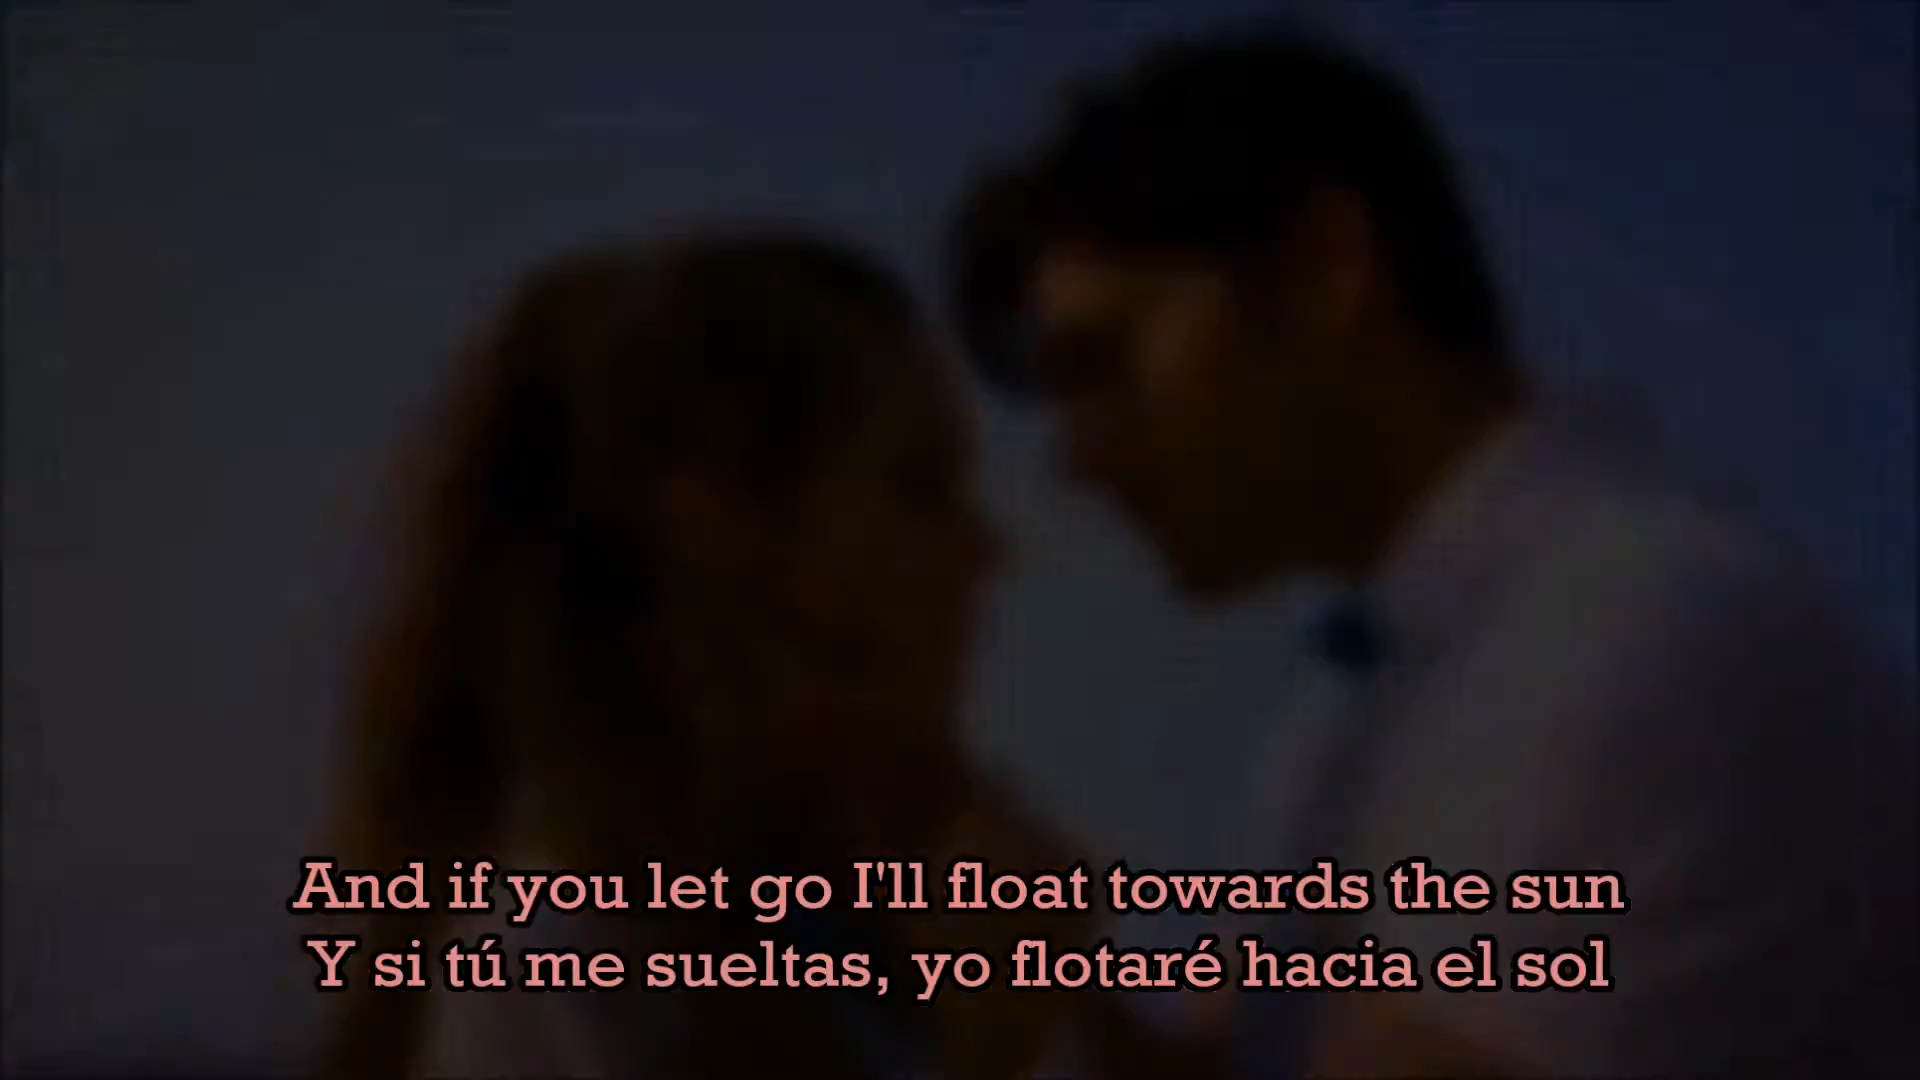 And if you let go I'll float towards the sun
Y si tú me sueltas, yo flotaré hacia el sol